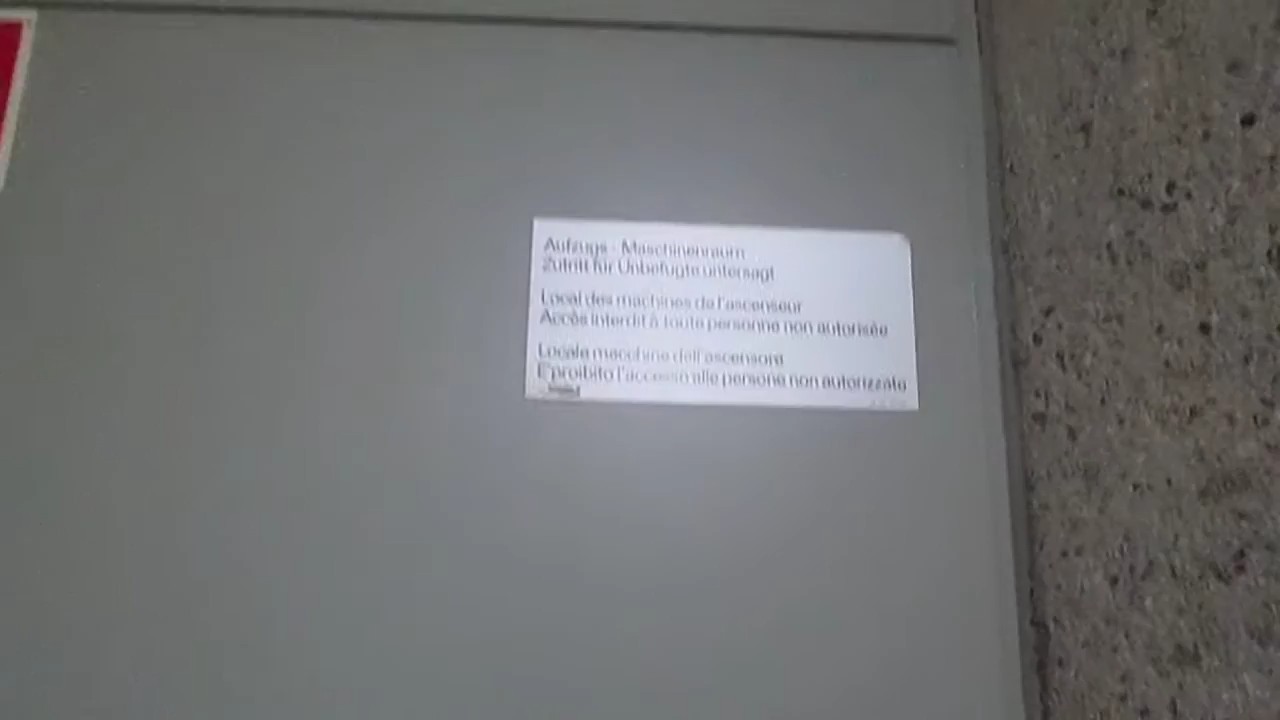 Aufzugs - Maschinenraum
Zutritt für Unbefugte untersagt
Local des machines de l'ascenseur
Accès interdit à toute personne non autorisée
Locale macchine dell'ascensore
E'proibito l'accesso alle persone non autorizzate